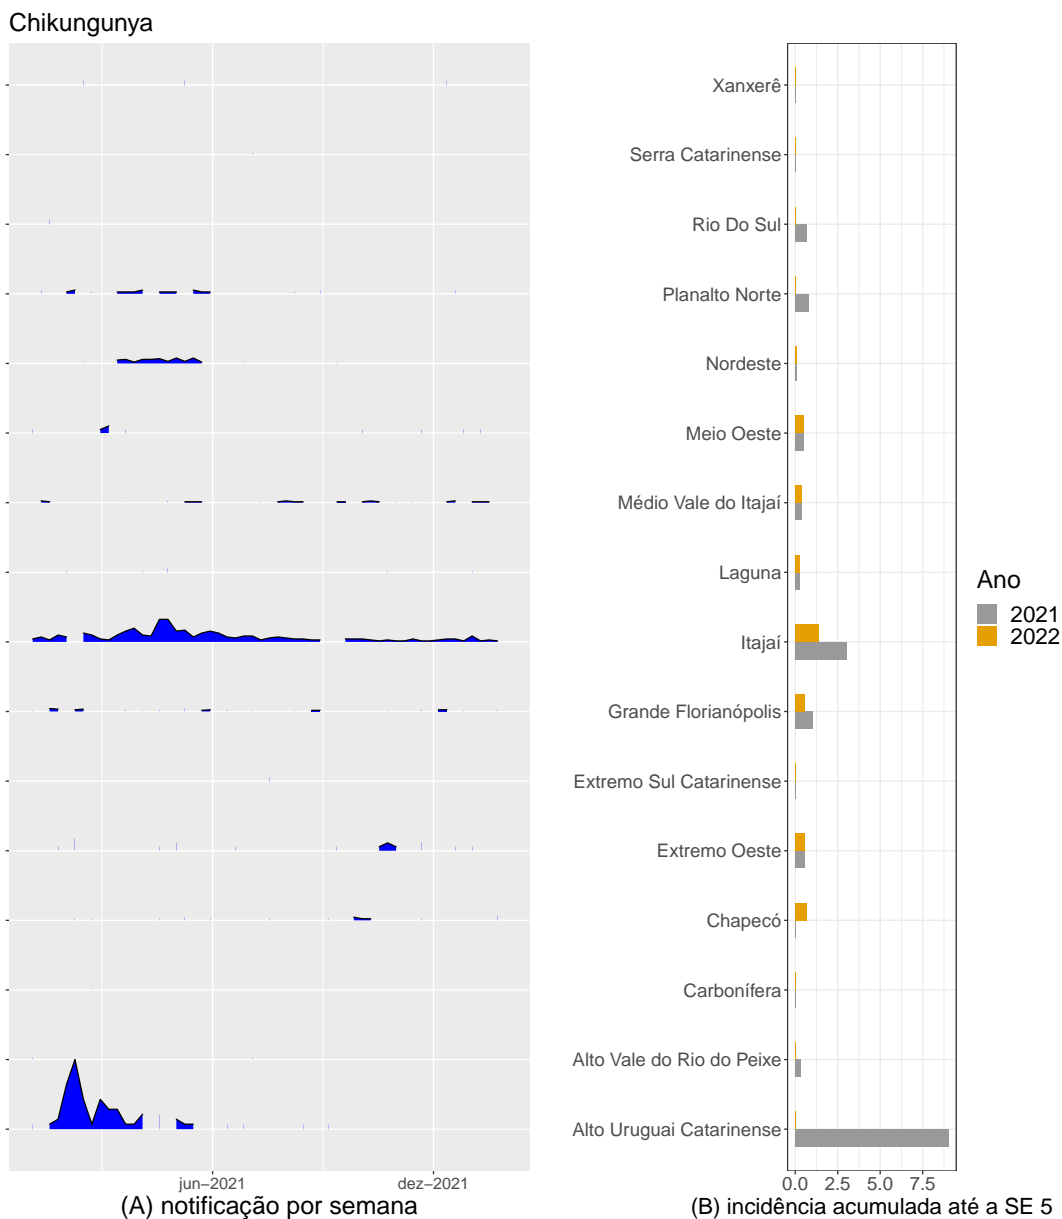 Chikungunya
Xanxerê
Serra Catarinense
Rio Do Sul
Planalto Norte
Nordeste
Meio Oeste
Médio Vale do Itajaí
Laguna
Itajaí
Grande Florianópolis
Extremo Sul Catarinense
Extremo Oeste
Chapecó
Carbonífera
Alto Vale do Rio do Peixe
Alto Uruguai Catarinense
Ano
2021
2022
jun−2021 dez−2021
(A) notificação por semana
0.0 2.5 5.0 7.5
(B) incidência acumulada até a SE 5